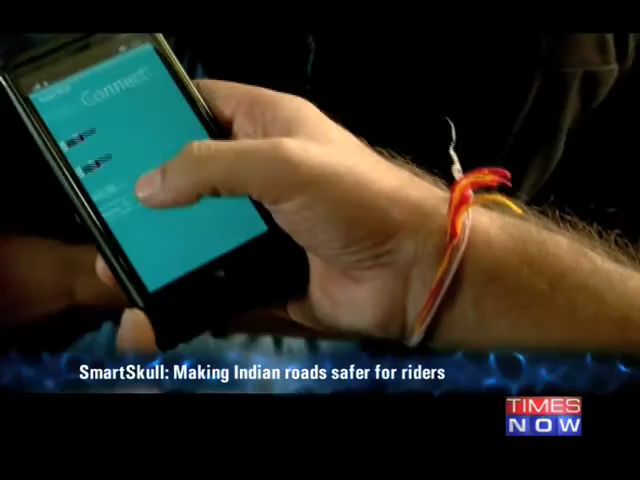 Connect
SmartSkull: Making Indian roads safer for riders
TIMES
NOW